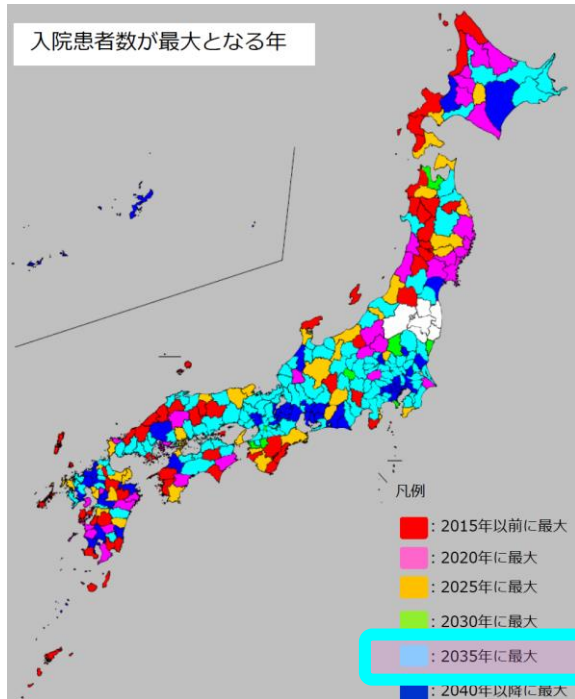 入院患者数が最大となる年
凡例
: 2015年以前に最大
: 2020年に最大
: 2025年に最大
: 2030年に最大
: 2035年に最大
: 2040年以降に最大